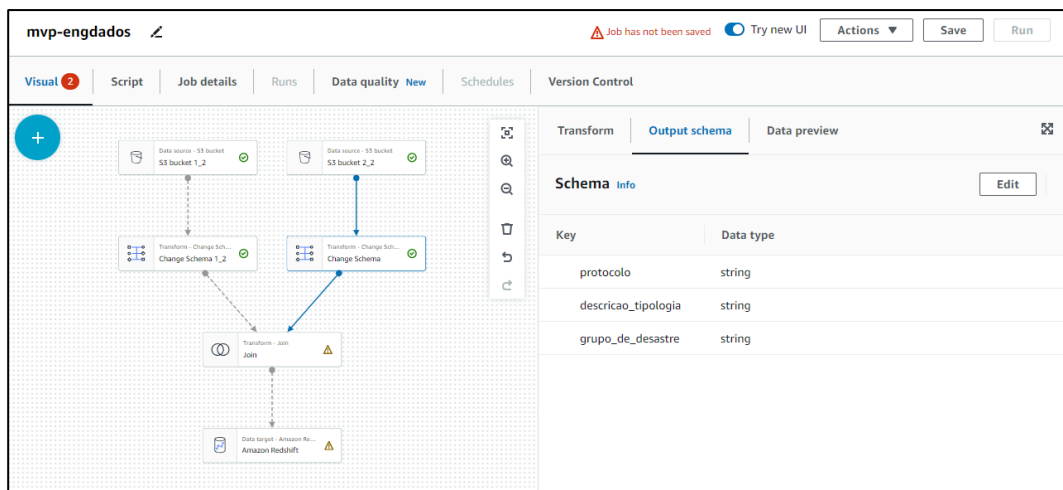 mvp-engdados
Job has not been saved
Try new UI
Actions ▼
Save
Run
Visual 2
Script
Job details
Runs
Data quality New
Schedules
Version Control
+
Data source - S3 bucket
S3 bucket 1_2
Data source - S3 bucket
S3 bucket 2_2
Transform - Change Sch...
Change Schema 1_2
Transform - Change Sch...
Change Schema
Transform - Join
Join
Data target - Amazon Re...
Amazon Redshift
Transform
Output schema
Data preview
Schema Info
Edit
Key Data type
protocolo string
descricao_tipologia string
grupo_de_desastre string